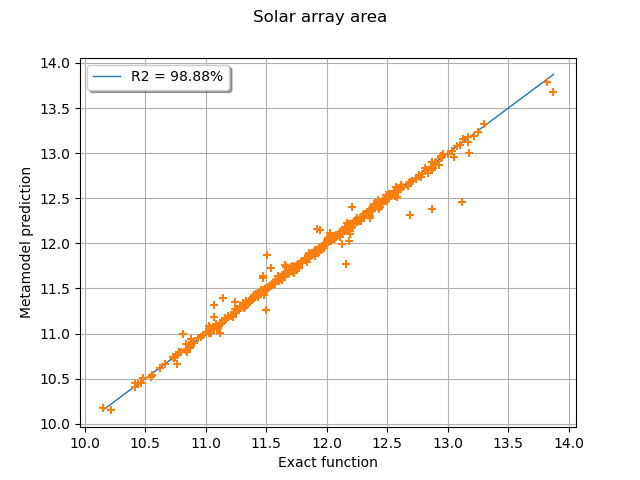 Solar array area
R2 = 98.88%
14.0
13.5
13.0
12.5
12.0
11.5
11.0
10.5
10.0
Metamodel prediction
10.0 10.5 11.0 11.5 12.0 12.5 13.0 13.5 14.0
Exact function